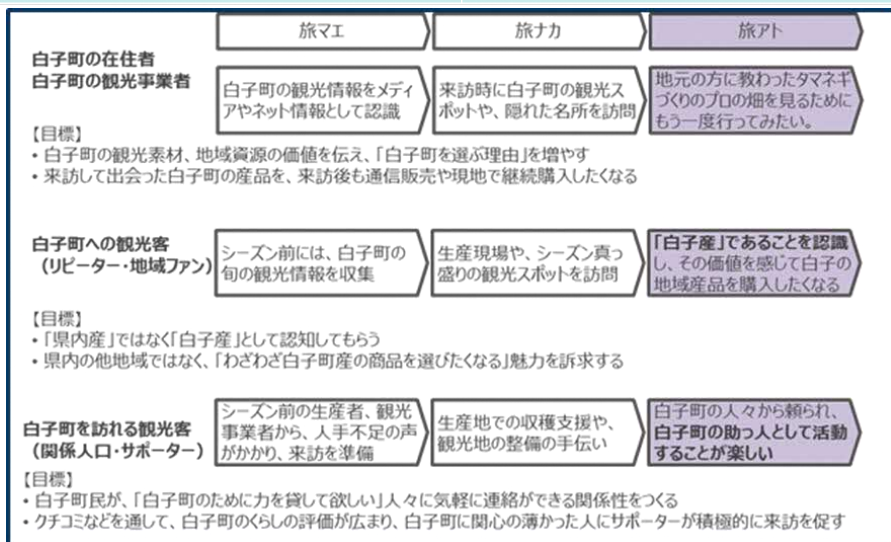 旅マエ
旅ナカ
旅アト
白子町の在住者
白子町の観光事業者
白子町の観光情報をメディ
アやネット情報として認識
来訪時に白子町の観光ス
ポットや、隠れた名所を訪問
地元の方に教わったタマネギ
づくりのプロの畑を見るために
もう一度行ってみたい。
【目標】
• 白子町の観光素材、地域資源の価値を伝え、「白子町を選ぶ理由」を増やす
• 来訪して出会った白子町の産品を、来訪後も通信販売や現地で継続購入したくなる
白子町への観光客
(リピーター・地域ファン)
シーズン前には、白子町の
旬の観光情報を収集
生産現場や、シーズン真っ
盛りの観光スポットを訪問
「白子産」であることを認識
し、その価値を感じて白子の
地域産品を購入したくなる
【目標】
• 「県内産」ではなく「白子産」として認知してもらう
• 県内の他地域ではなく、「わざわざ白子町産の商品を選びたくなる」魅力を訴求する
白子町を訪れる観光客
(関係人口・サポーター)
シーズン前の生産者、観光
事業者から、人手不足の声
がかかり、来訪を準備
生産地での収穫支援や、
観光地の整備の手伝い
白子町の人々から頼られ、
白子町の助っ人として活動
することが楽しい
【目標】
• 白子町民が、「白子町のために力を貸して欲しい」人々に気軽に連絡ができる関係性をつくる
• クチコミなどを通して、白子町のくらしの評価が広まり、白子町に関心の薄かった人にサポーターが積極的に来訪を促す